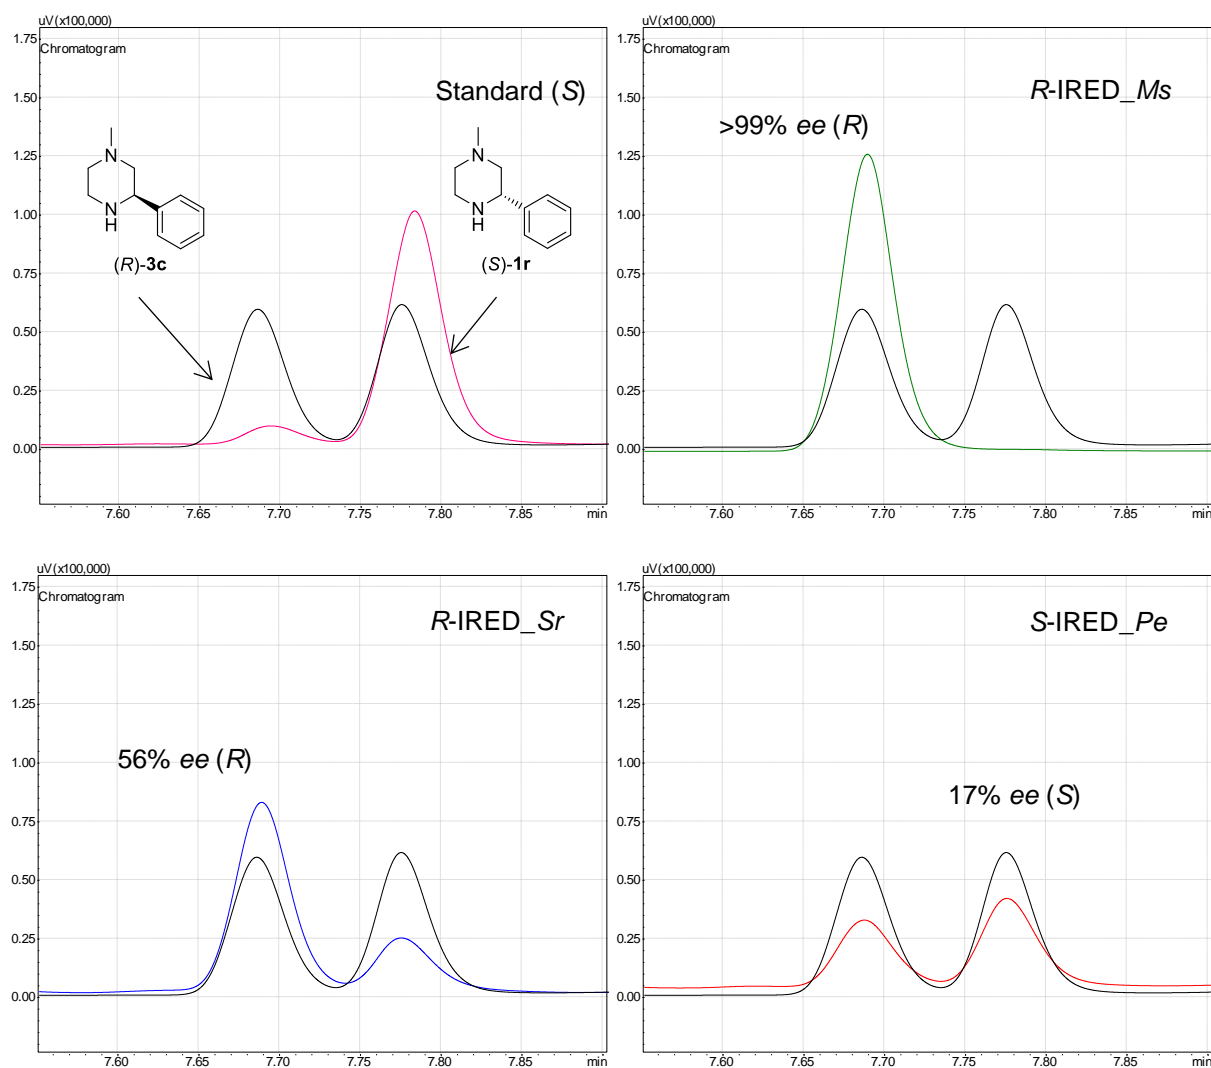 uV(x100,000)
Chromatogram
Standard (S)
1.75
1.50
1.25
1.00
0.75
0.50
0.25
0.00
N
N
H
(R)-3c
N
NH
(S)-1r
7.60 7.65 7.70 7.75 7.80 7.85 min
uV(x100,000)
Chromatogram
R-IRED_Ms
>99% ee (R)
1.75
1.50
1.25
1.00
0.75
0.50
0.25
0.00
7.60 7.65 7.70 7.75 7.80 7.85 min
uV(x100,000)
Chromatogram
R-IRED_Sr
56% ee (R)
1.75
1.50
1.25
1.00
0.75
0.50
0.25
0.00
7.60 7.65 7.70 7.75 7.80 7.85 min
uV(x100,000)
Chromatogram
S-IRED_Pe
17% ee (S)
1.75
1.50
1.25
1.00
0.75
0.50
0.25
0.00
7.60 7.65 7.70 7.75 7.80 7.85 min